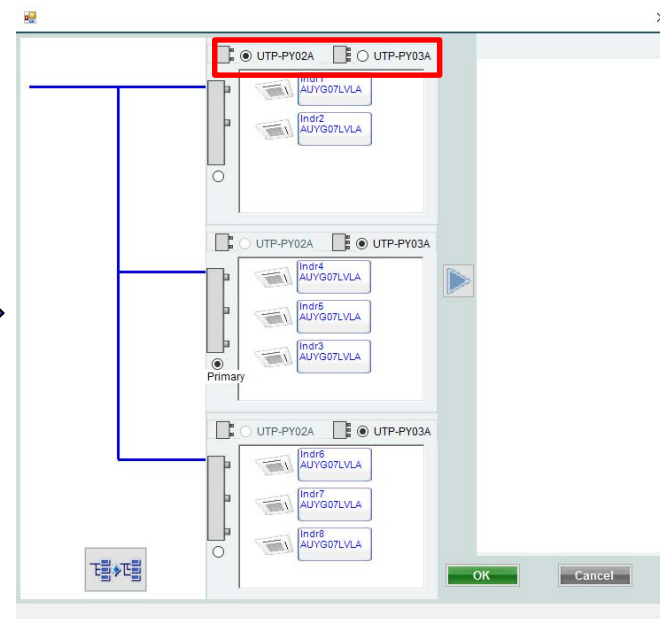 UTP-PY02A UTP-PY03A
Indr1
AUYG07LVLA
Indr2
AUYG07LVLA
UTP-PY02A UTP-PY03A
Indr4
AUYG07LVLA
Indr5
AUYG07LVLA
Indr3
AUYG07LVLA
Primary
UTP-PY02A UTP-PY03A
Indr6
AUYG07LVLA
Indr7
AUYG07LVLA
Indr8
AUYG07LVLA
OK Cancel